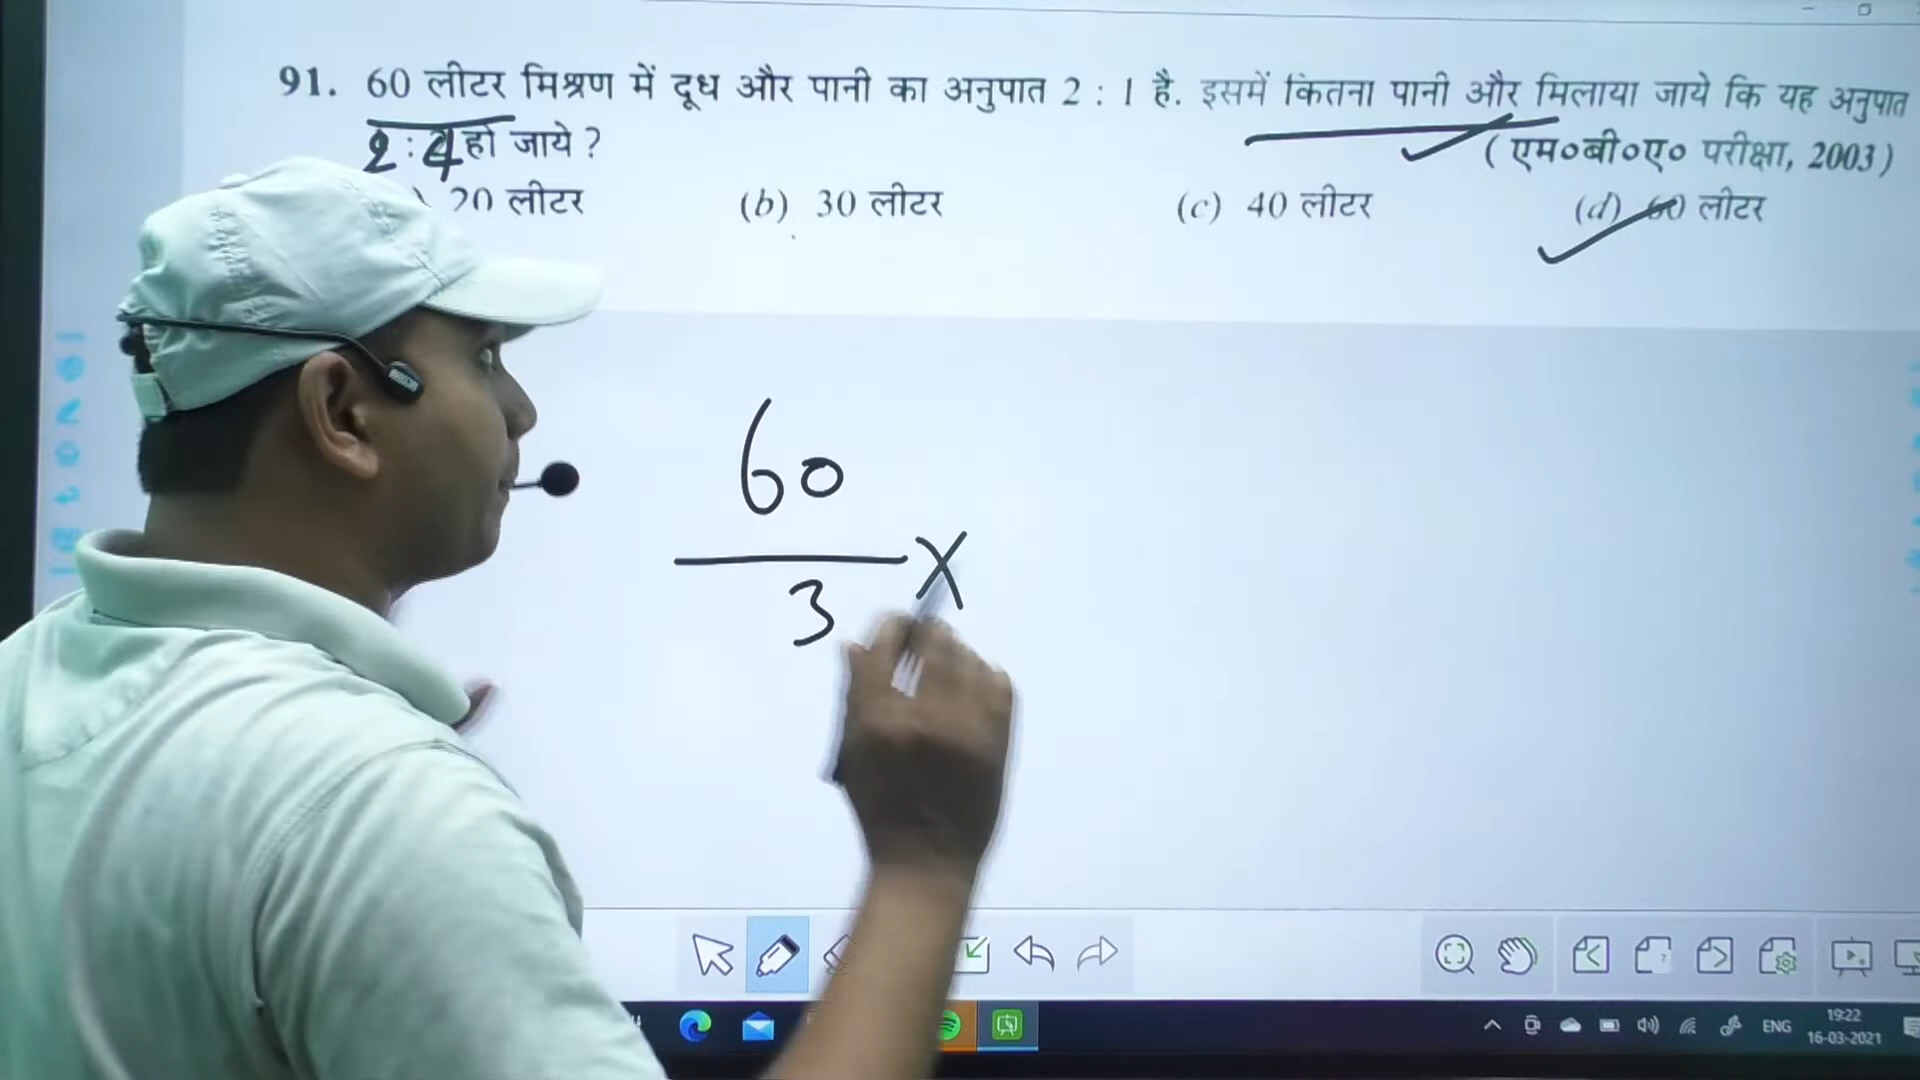 91. 60 लीटर मिश्रण में दूध और पानी का अनुपात 2 : 1 है. इसमें कितना पानी और मिलाया जाये कि यह अनुपात
2 : 4 हो जाये ?
( एम०बी०ए० परीक्षा, 2003 )
20 लीटर (b) 30 लीटर (c) 40 लीटर (d) 60 लीटर
60
3 X
ENG
19:22
16-03-2021